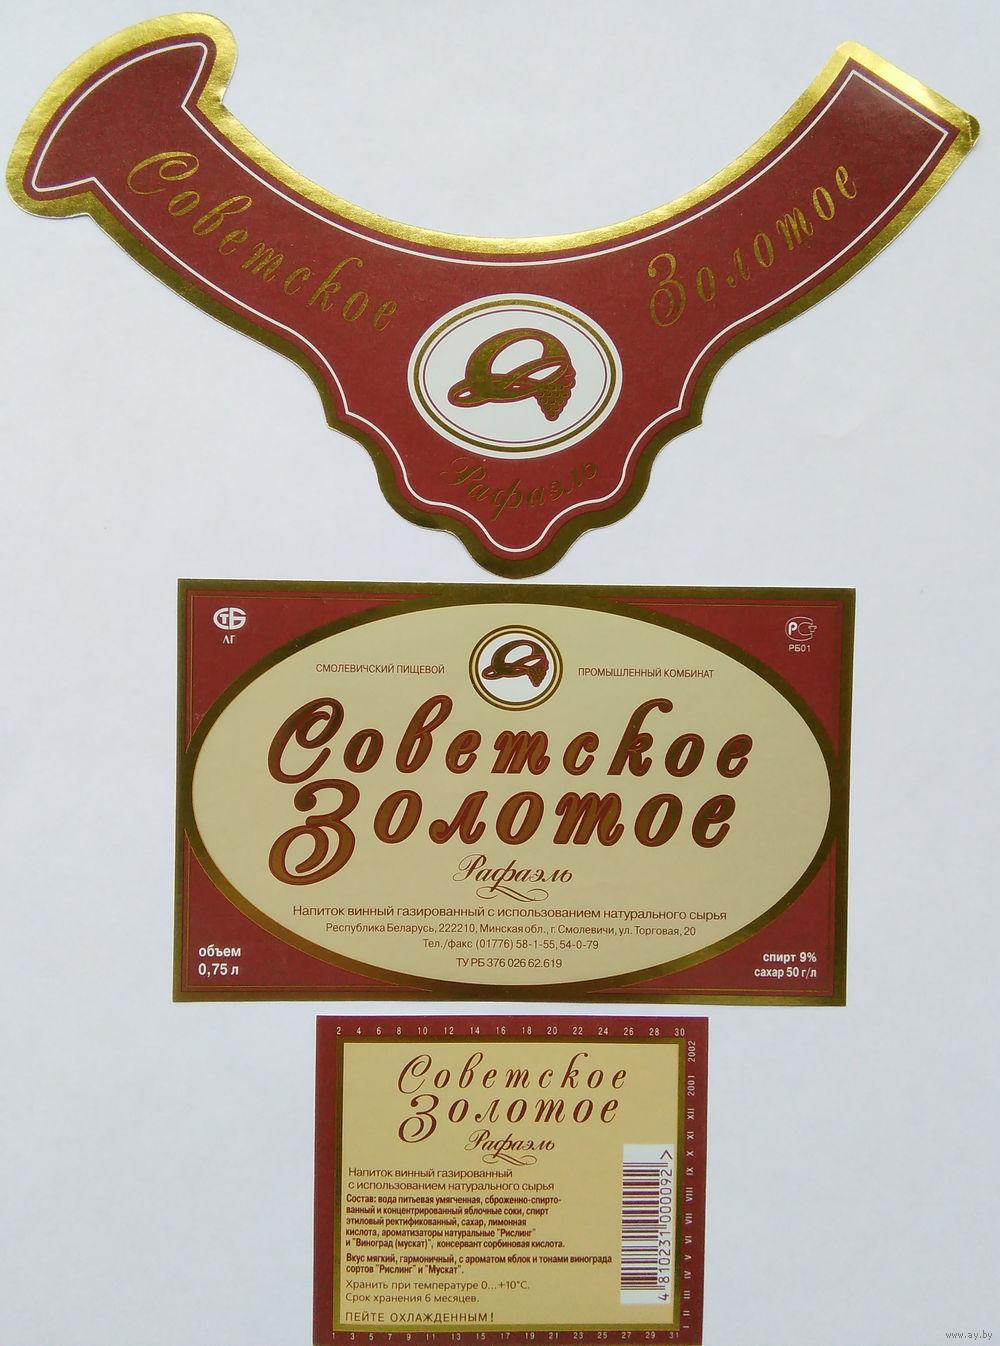 Советское Золотое
Рафаэль
СТБ
ЛГ
РСТ
РБ01
СМОЛЕВИЧСКИЙ ПИЩЕВОЙ ПРОМЫШЛЕННЫЙ КОМБИНАТ
Советское
Золотое
Рафаэль
Напиток винный газированный с использованием натурального сырья
Республика Беларусь, 222210, Минская обл., г. Смолевичи, ул. Торговая, 20
Тел./факс (01776) 58-1-55, 54-0-79
ТУ РБ 376 026 62.619
объем
0,75 л
спирт 9%
сахар 50 г/л
2 4 6 8 10 12 14 16 18 20 22 24 26 28 30
Советское
Золотое
Рафаэль
Напиток винный газированный
с использованием натурального сырья
Состав: вода питьевая умягченная, сброженно-спирто-
ванный и концентрированный яблочные соки, спирт
этиловый ректификованный, сахар, лимонная
кислота, ароматизаторы натуральные "Рислинг"
и "Виноград (мускат)", консервант сорбиновая кислота.
Вкус мягкий, гармоничный, с ароматом яблок и тонами винограда
сортов "Рислинг" и "Мускат".
Хранить при температуре 0...+10°С.
Срок хранения 6 месяцев.
ПЕЙТЕ ОХЛАЖДЕННЫМ!
4 810231 000092 >
I II III IV V VI VII VIII IX X XI XII 2001 2002
1 3 5 7 9 11 13 15 17 19 21 23 25 27 29 31
www.ay.by